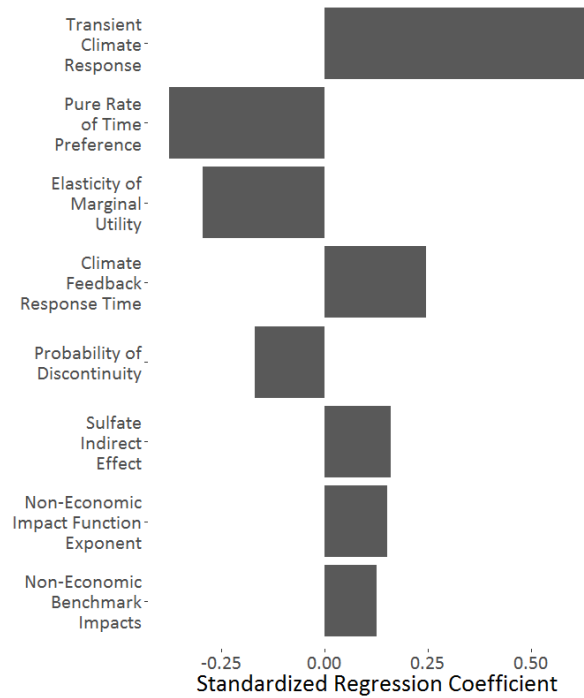 Transient
Climate
Response
Pure Rate
of Time
Preference
Elasticity of
Marginal
Utility
Climate
Feedback
Response Time
Probability of
Discontinuity
Sulfate
Indirect
Effect
Non-Economic
Impact Function
Exponent
Non-Economic
Benchmark
Impacts
-0.25 0.00 0.25 0.50
Standardized Regression Coefficient